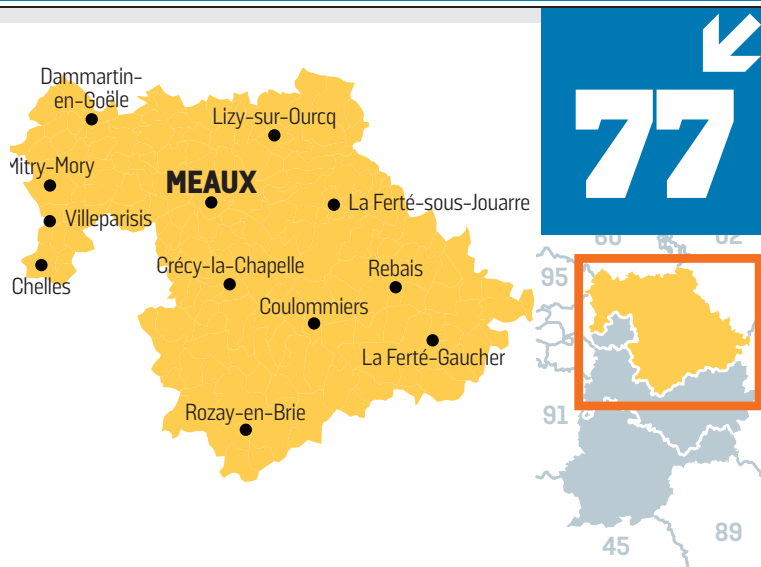 Dammartin-
en-Goële
Lizy-sur-Ourcq
Mitry-Mory
MEAUX
La Ferté-sous-Jouarre
Villeparisis
Crécy-la-Chapelle
Rebais
Chelles
Coulommiers
La Ferté-Gaucher
Rozay-en-Brie
77
60
02
95
91
89
45